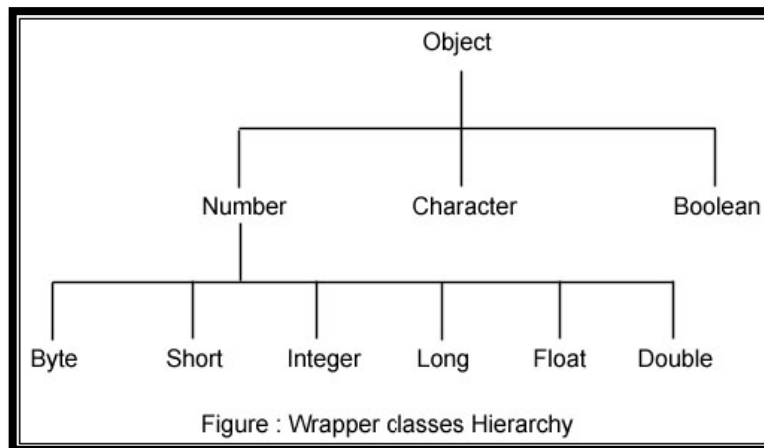 Object
Number Character Boolean
Byte Short Integer Long Float Double
Figure : Wrapper classes Hierarchy